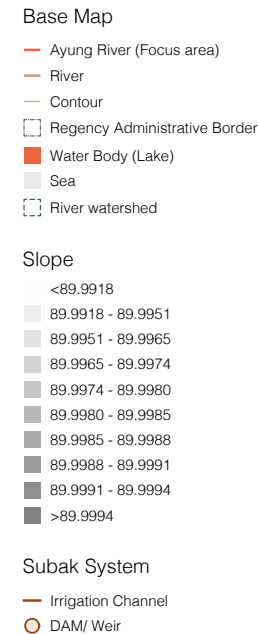 Base Map
Ayung River (Focus area)
River
Contour
Regency Administrative Border
Water Body (Lake)
Sea
River watershed
Slope
<89.9918
89.9918 - 89.9951
89.9951 - 89.9965
89.9965 - 89.9974
89.9974 - 89.9980
89.9980 - 89.9985
89.9985 - 89.9988
89.9988 - 89.9991
89.9991 - 89.9994
>89.9994
Subak System
Irrigation Channel
DAM/ Weir